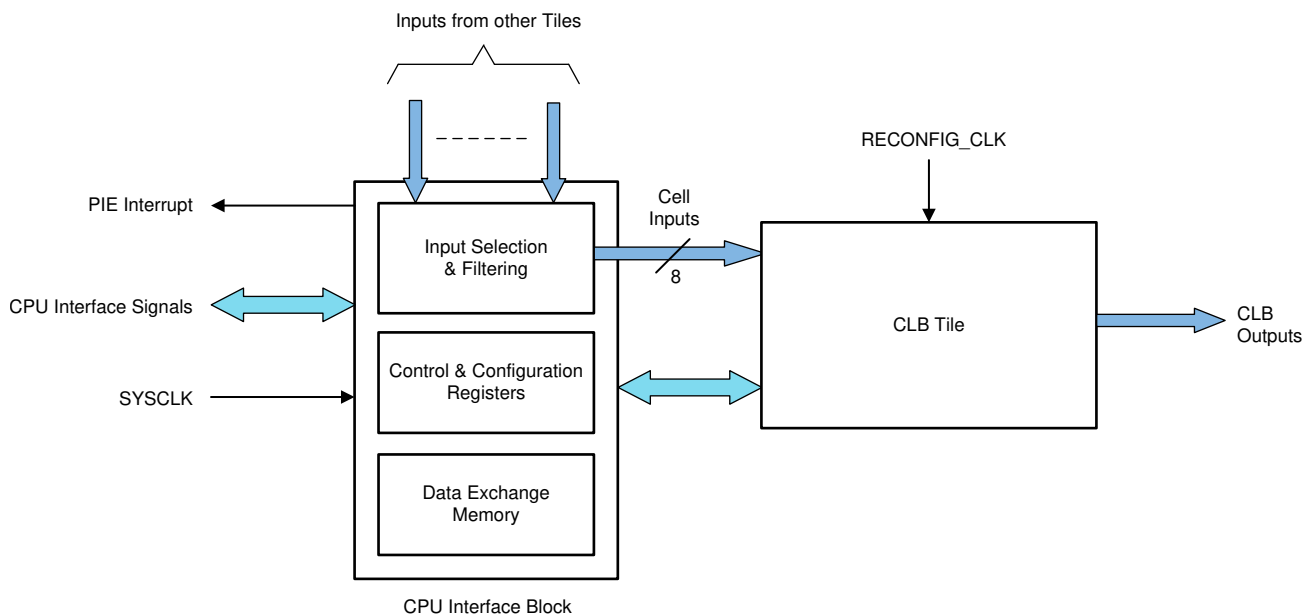 Inputs from other Tiles
RECONFIG_CLK
PIE Interrupt
Cell
Inputs
8
Input Selection
& Filtering
CPU Interface Signals
CLB Tile
CLB
Outputs
Control & Configuration
Registers
SYSCLK
Data Exchange
Memory
CPU Interface Block